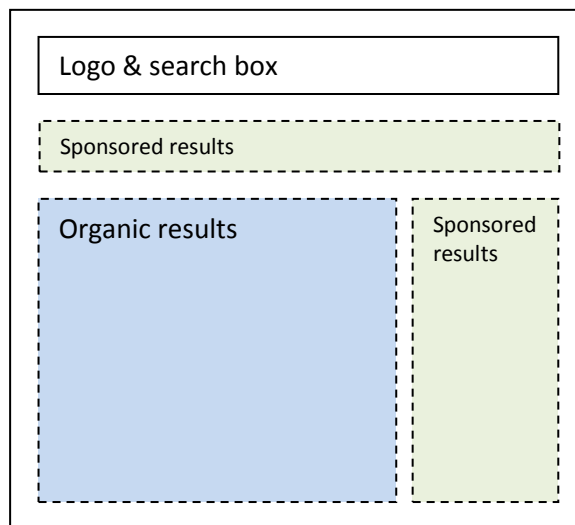 Logo & search box
Sponsored results
Organic results
Sponsored
results